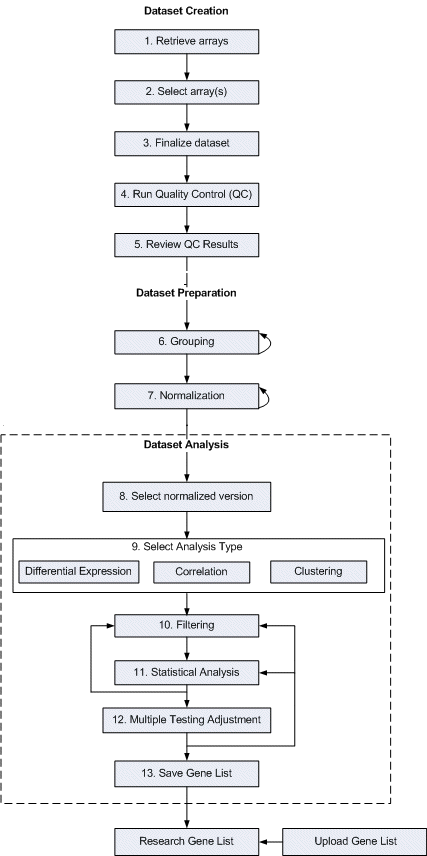 Dataset Creation
1. Retrieve arrays
2. Select array(s)
3. Finalize dataset
4. Run Quality Control (QC)
5. Review QC Results
Dataset Preparation
6. Grouping
7. Normalization
Dataset Analysis
8. Select normalized version
9. Select Analysis Type
Differential Expression
Correlation
Clustering
10. Filtering
11. Statistical Analysis
12. Multiple Testing Adjustment
13. Save Gene List
Research Gene List
Upload Gene List